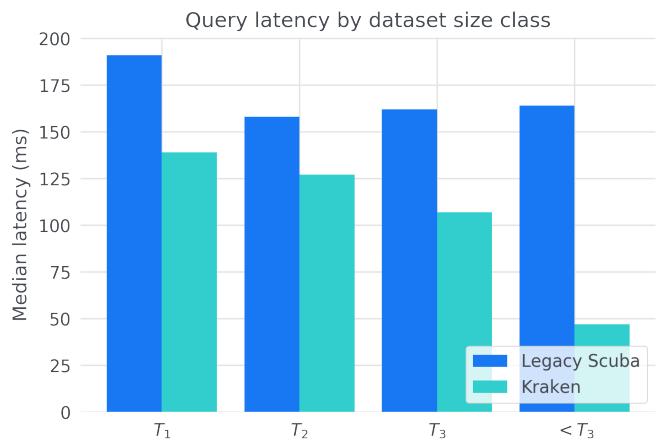 Query latency by dataset size class
Median latency (ms)
200
175
150
125
100
75
50
25
0
Legacy Scuba
Kraken
T₁
T₂
T₃
< T₃